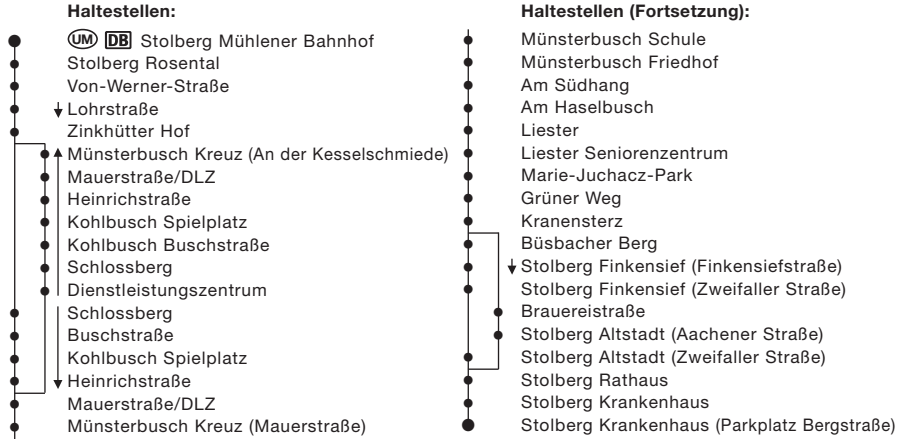 Haltestellen:
UM DB Stolberg Mühlener Bahnhof
Stolberg Rosental
Von-Werner-Straße
Lohrstraße
Zinkhütter Hof
Münsterbusch Kreuz (An der Kesselschmiede)
Mauerstraße/DLZ
Heinrichstraße
Kohlbusch Spielplatz
Kohlbusch Buschstraße
Schlossberg
Dienstleistungszentrum
Schlossberg
Buschstraße
Kohlbusch Spielplatz
Heinrichstraße
Mauerstraße/DLZ
Münsterbusch Kreuz (Mauerstraße)
Haltestellen (Fortsetzung):
Münsterbusch Schule
Münsterbusch Friedhof
Am Südhang
Am Haselbusch
Liester
Liester Seniorenzentrum
Marie-Juchacz-Park
Grüner Weg
Kranensterz
Büsbacher Berg
Stolberg Finkensief (Finkensiefstraße)
Stolberg Finkensief (Zweifaller Straße)
Brauereistraße
Stolberg Altstadt (Aachener Straße)
Stolberg Altstadt (Zweifaller Straße)
Stolberg Rathaus
Stolberg Krankenhaus
Stolberg Krankenhaus (Parkplatz Bergstraße)